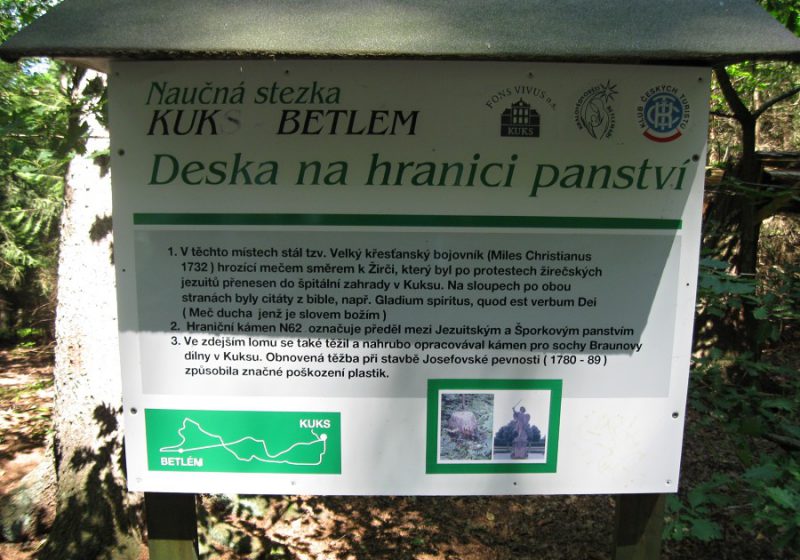 Naučná stezka
KUKS BETLEM
FONS VIVUS o.s.
KUKS
KLUB ČESKÝCH TURISTŮ
Deska na hranici panství
1. V těchto místech stál tzv. Velký křesťanský bojovník (Miles Christianus
1732 ) hrozící mečem směrem k Žirči, který byl po protestech žirečských
jezuitů přenesen do špitální zahrady v Kuksu. Na sloupech po obou
stranách byly citáty z bible, např. Gladium spiritus, quod est verbum Dei
( Meč ducha jenž je slovem božím )
2. Hraniční kámen N62 označuje předěl mezi Jezuitským a Šporkovým panstvím
3. Ve zdejším lomu se také těžil a nahrubo opracovával kámen pro sochy Braunovy
dílny v Kuksu. Obnovená těžba při stavbě Josefovské pevnosti ( 1780 - 89 )
způsobila značné poškození plastik.
KUKS
BETLÉM